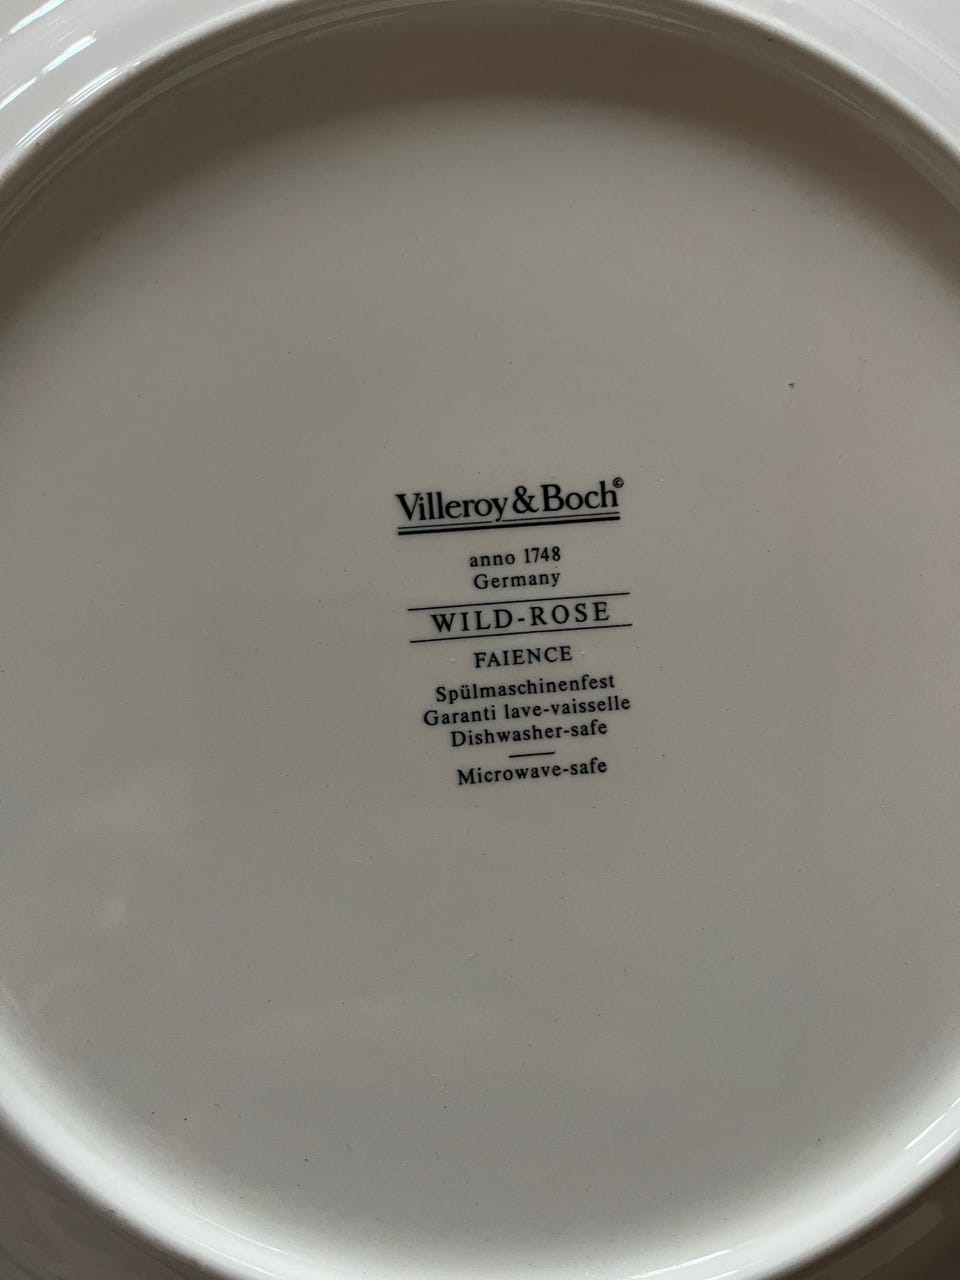 Villeroy & Boch©
anno 1748
Germany
WILD-ROSE
FAIENCE
Spülmaschinenfest
Garanti lave-vaisselle
Dishwasher-safe
Microwave-safe